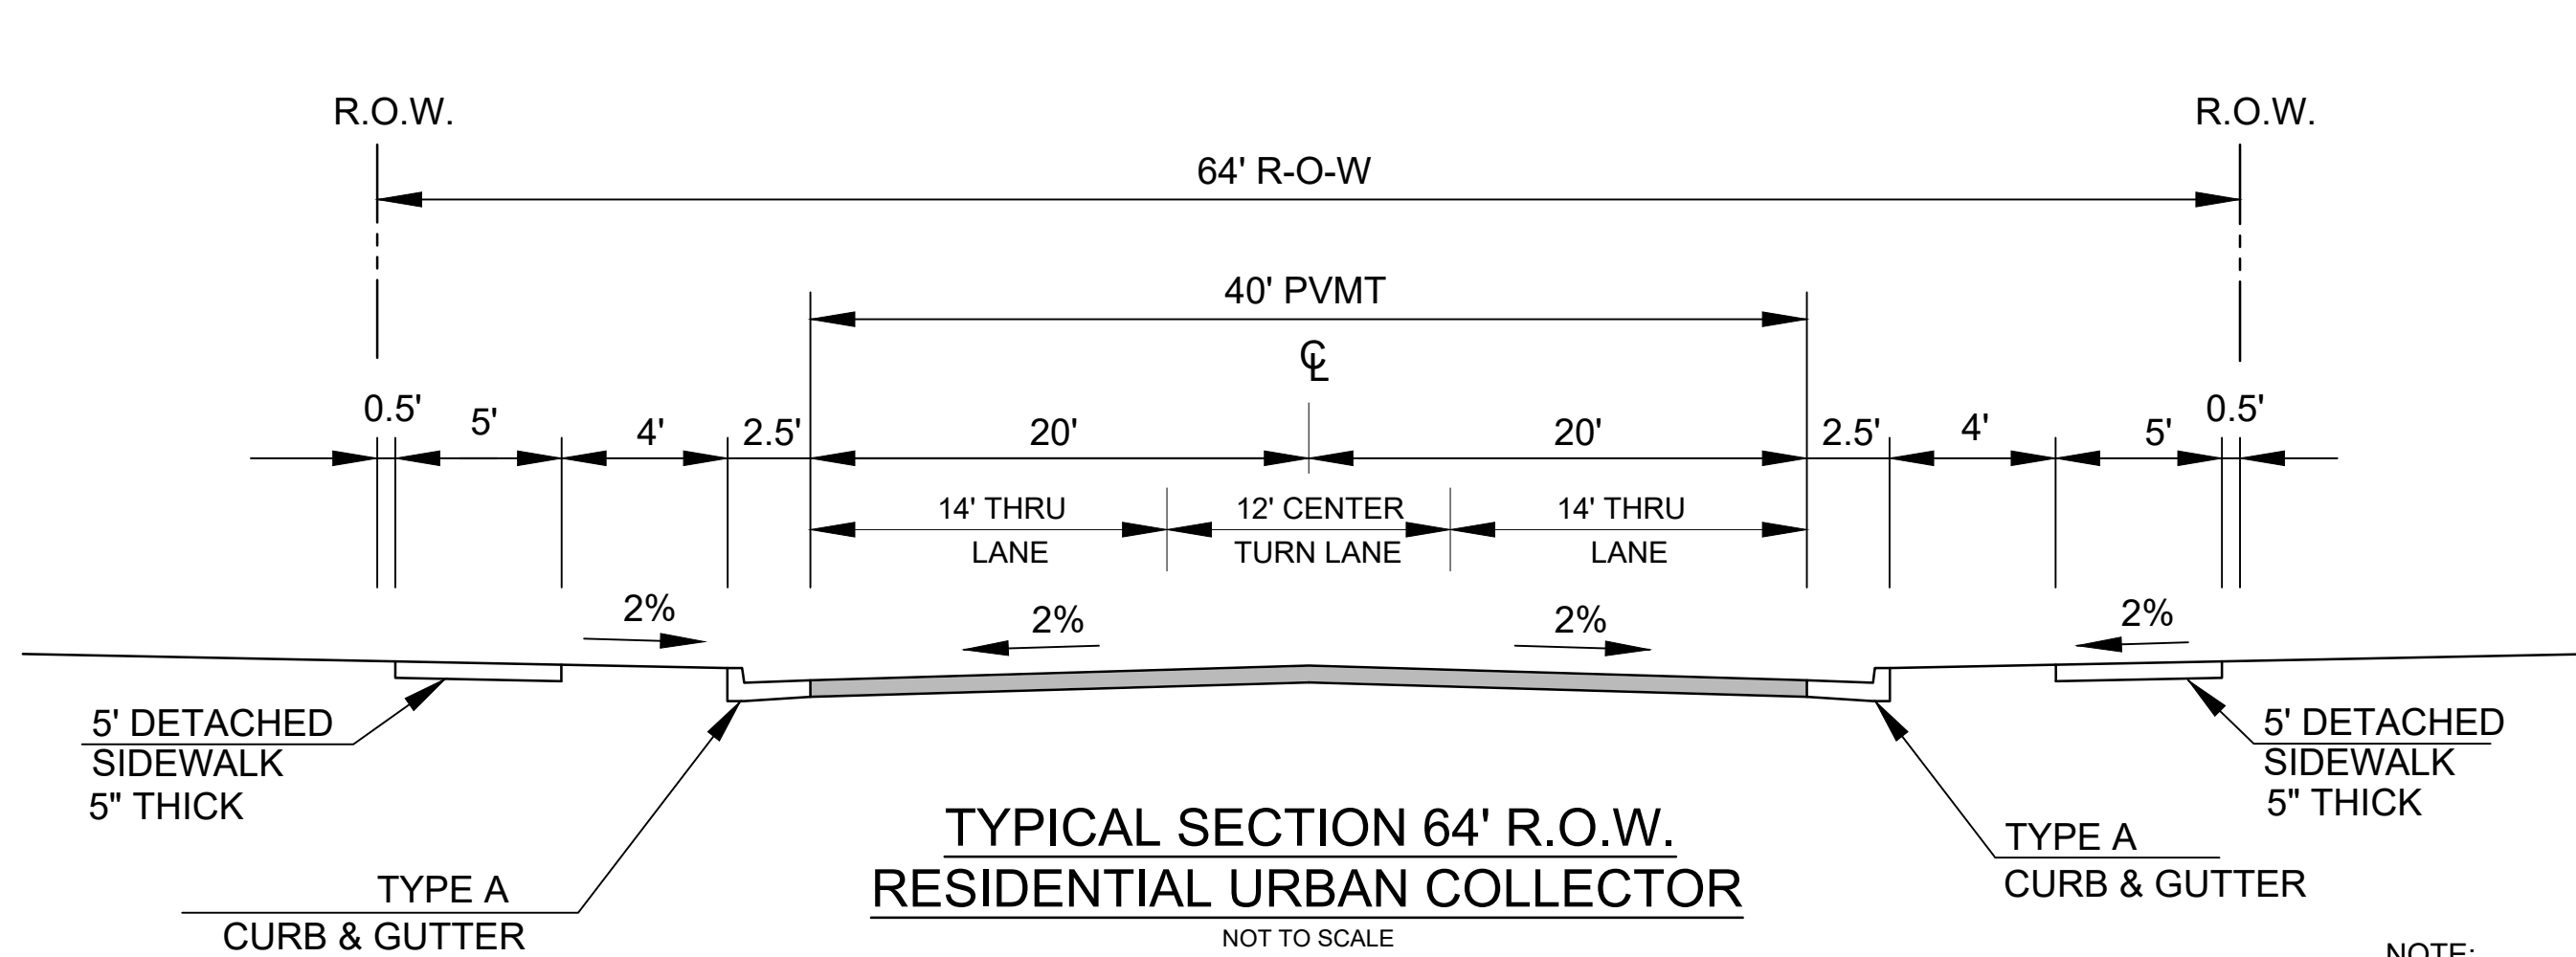 R.O.W.
R.O.W.
64' R-O-W
40' PVMT
℄
0.5'
5'
4'
2.5'
20'
20'
2.5'
4'
5'
0.5'
14' THRU
LANE
12' CENTER
TURN LANE
14' THRU
LANE
2%
2%
2%
2%
5' DETACHED
SIDEWALK
5" THICK
5' DETACHED
SIDEWALK
5" THICK
TYPE A
CURB & GUTTER
TYPICAL SECTION 64' R.O.W.
RESIDENTIAL URBAN COLLECTOR
NOT TO SCALE
TYPE A
CURB & GUTTER
NOTE: